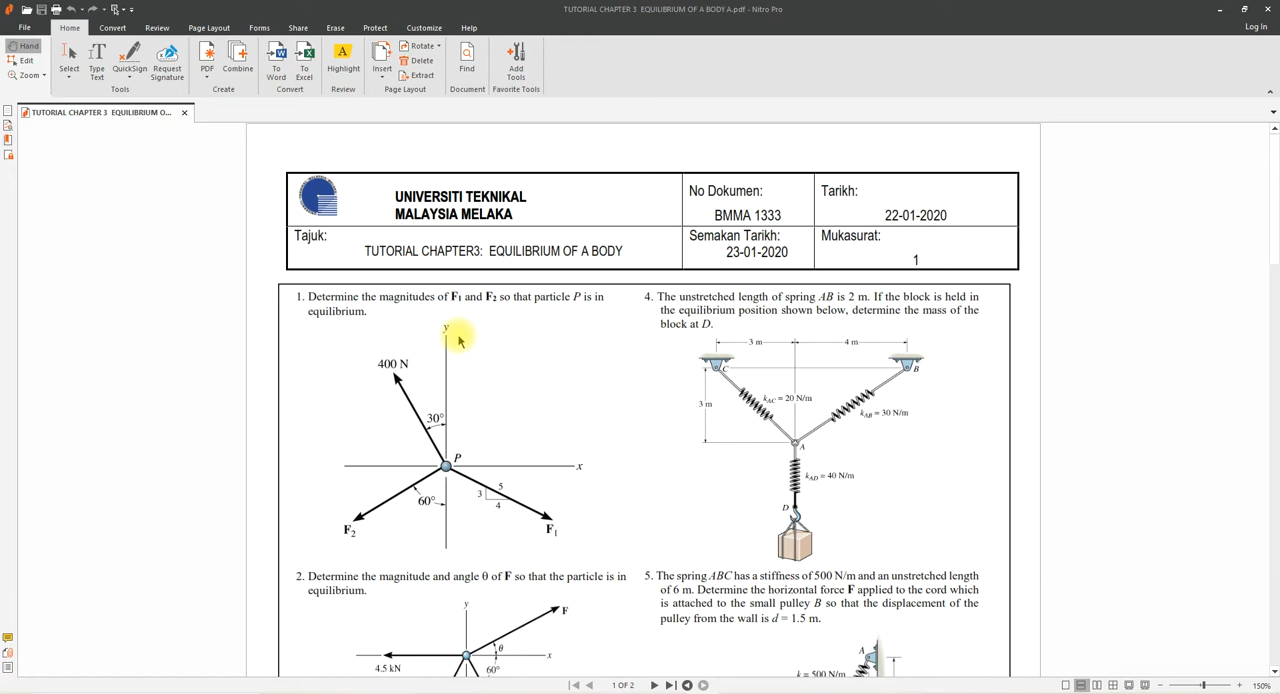 TUTORIAL CHAPTER 3  EQUILIBRIUM OF A BODY A.pdf - Nitro Pro
File Home Convert Review Page Layout Forms Share Erase Protect Customize Help Log In
Hand
Edit
Zoom
Select
Type Text
QuickSign
Request Signature
Tools
PDF
Combine
Create
To Word
To Excel
Convert
Highlight
Review
Insert
Rotate
Delete
Extract
Page Layout
Find
Document
Add Tools
Favorite Tools
TUTORIAL CHAPTER 3  EQUILIBRIUM O...
UNIVERSITI TEKNIKAL
MALAYSIA MELAKA
No Dokumen:
BMMA 1333
Tarikh:
22-01-2020
Tajuk:
TUTORIAL CHAPTER3:  EQUILIBRIUM OF A BODY
Semakan Tarikh:
23-01-2020
Mukasurat:
1
1. Determine the magnitudes of F1 and F2 so that particle P is in
equilibrium.
y
400 N
30°
P
x
5
3
4
60°
F2
F1
2. Determine the magnitude and angle θ of F so that the particle is in
equilibrium.
y
F
θ
x
4.5 kN
60°
4. The unstretched length of spring AB is 2 m. If the block is held in
the equilibrium position shown below, determine the mass of the
block at D.
3 m
4 m
C
B
3 m
kAC = 20 N/m
kAB = 30 N/m
A
kAD = 40 N/m
D
5. The spring ABC has a stiffness of 500 N/m and an unstretched length
of 6 m. Determine the horizontal force F applied to the cord which
is attached to the small pulley B so that the displacement of the
pulley from the wall is d = 1.5 m.
A
k = 500 N/m
1 OF 2
150%